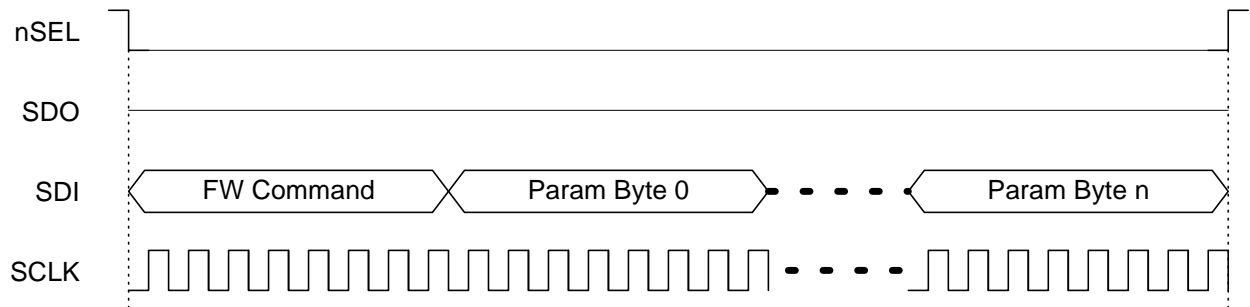 nSEL
SDO
SDI FW Command Param Byte 0 Param Byte n
SCLK